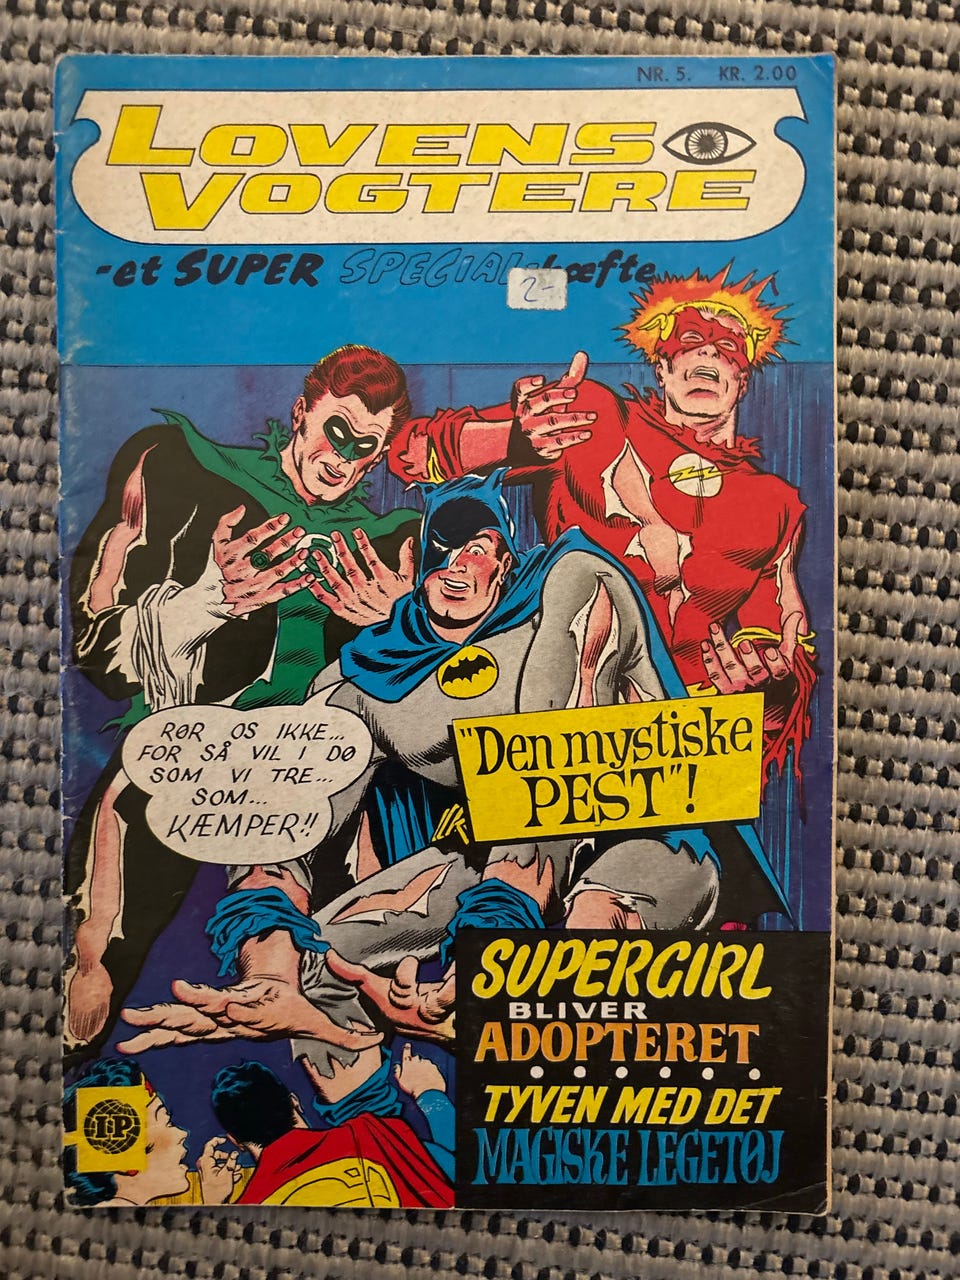 NR. 5. KR. 2.00
LOVENS
VOGTERE
-et SUPER SPECIAL hæfte
2-
RØR OS IKKE...
FOR SÅ VIL I DØ
SOM VI TRE...
SOM...
KÆMPER!!
"Den mystiske
PEST"!
SUPERGIRL
BLIVER
ADOPTERET
TYVEN MED DET
MAGISKE LEGETØJ
I·P